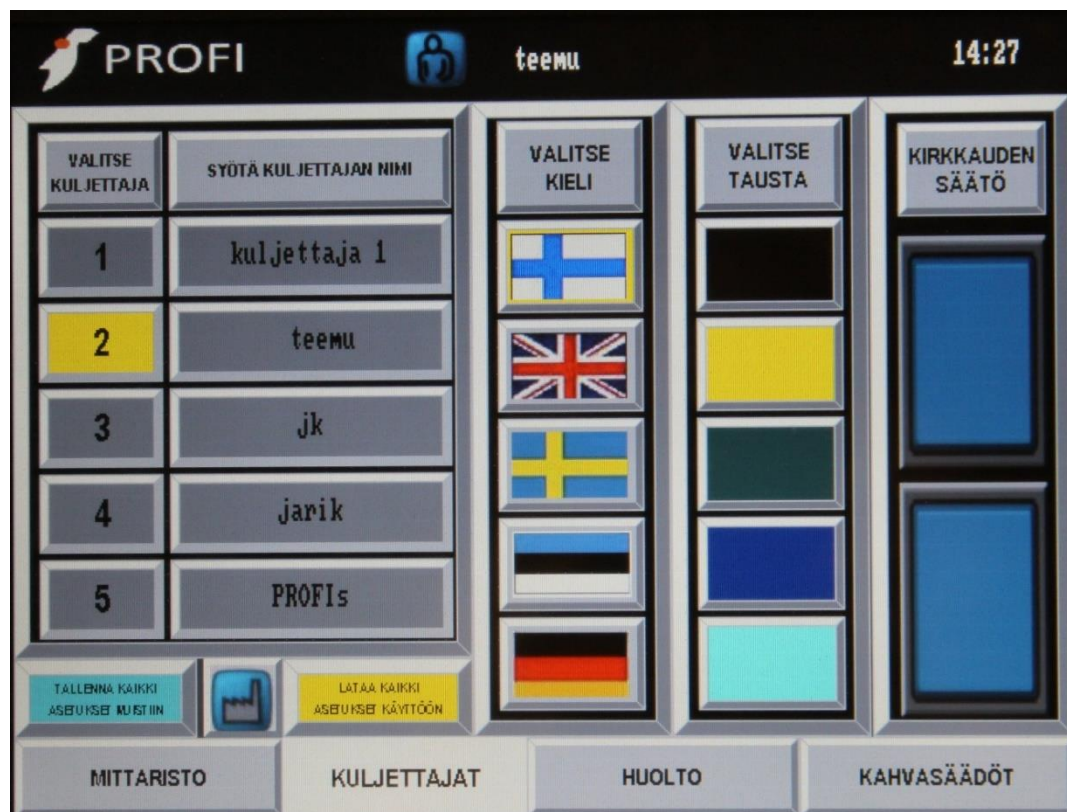 PROFI
teemu
14:27
VALITSE
KULJETTAJA
SYÖTÄ KULJETTAJAN NIMI
1
kuljettaja 1
2
teemu
3
jk
4
jarik
5
PROFIs
TALLENNA KAIKKI
ASETUKSET MUISTIIN
LATAA KAIKKI
ASETUKSET KÄYTTÖÖN
VALITSE
KIELI
VALITSE
TAUSTA
KIRKKAUDEN
SÄÄTÖ
MITTARISTO
KULJETTAJAT
HUOLTO
KAHVASÄÄDÖT